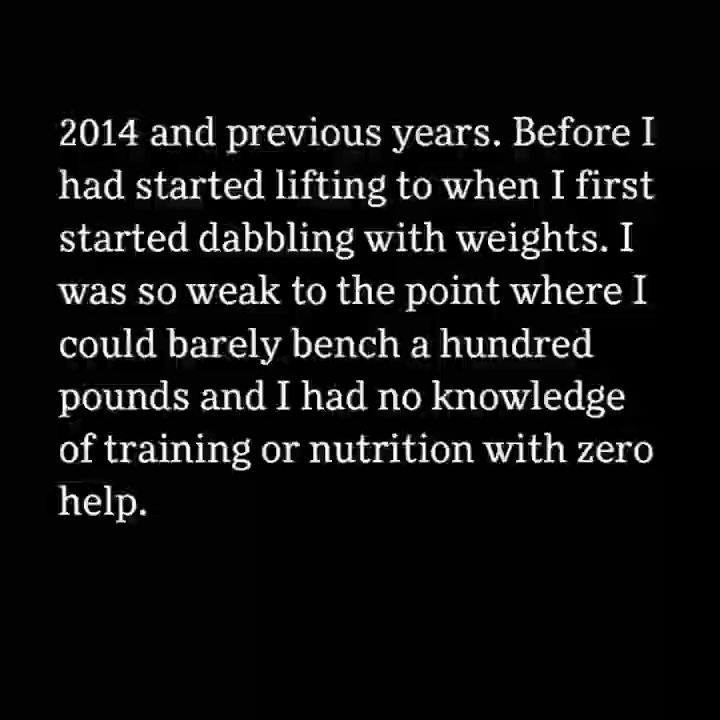 2014 and previous years. Before I
had started lifting to when I first
started dabbling with weights. I
was so weak to the point where I
could barely bench a hundred
pounds and I had no knowledge
of training or nutrition with zero
help.